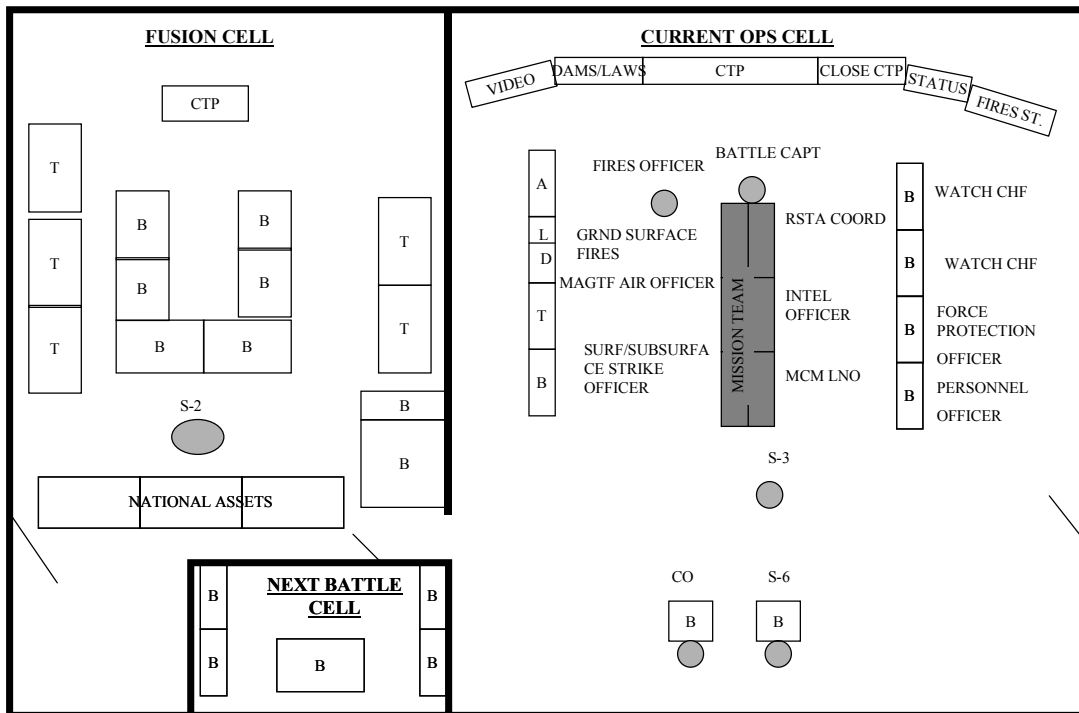 FUSION CELL
CTP
T
T
T
B
B
B
B
B
B
T
T
S-2
B
B
NATIONAL ASSETS
NEXT BATTLE
CELL
B
B
B
B
B
CURRENT OPS CELL
VIDEO
DAMS/LAWS
CTP
CLOSE CTP
STATUS
FIRES ST.
FIRES OFFICER
BATTLE CAPT
A
L
D
T
B
GRND SURFACE
FIRES
MAGTF AIR OFFICER
SURF/SUBSURFA
CE STRIKE
OFFICER
MISSION TEAM
RSTA COORD
INTEL
OFFICER
MCM LNO
B
WATCH CHF
B
WATCH CHF
B
FORCE
PROTECTION
OFFICER
B
PERSONNEL
OFFICER
S-3
CO
S-6
B
B